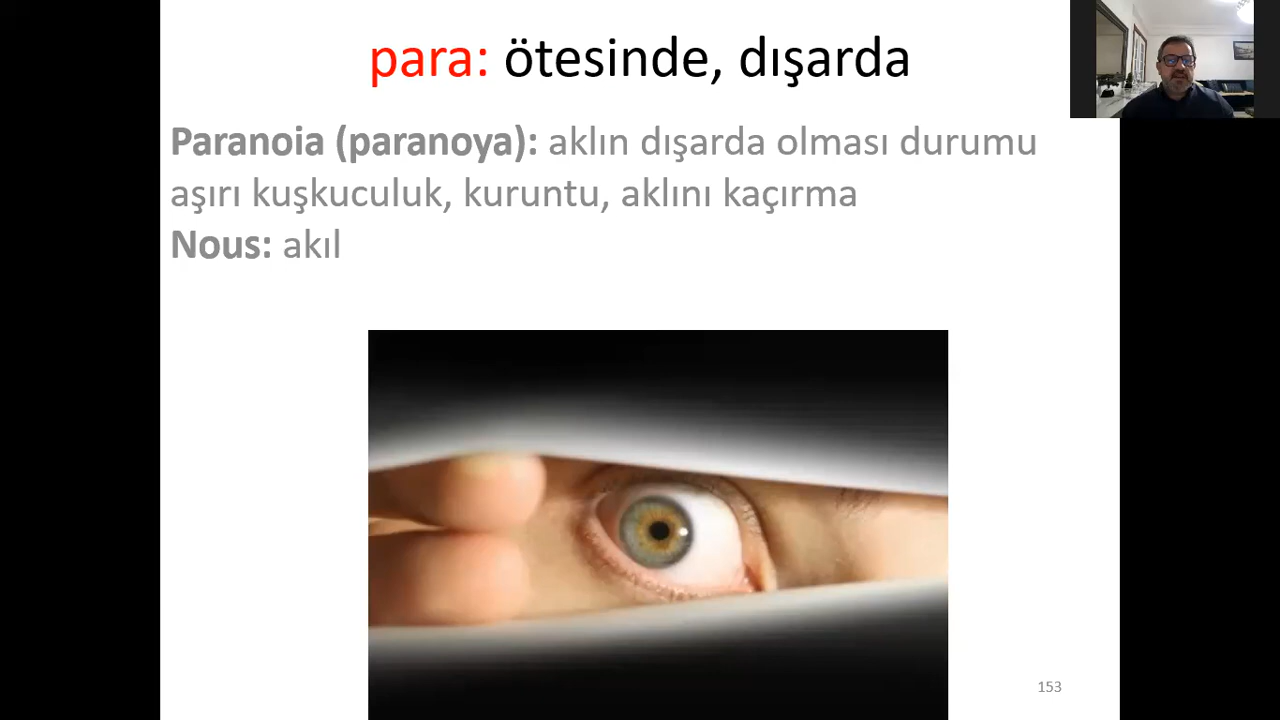 para: ötesinde, dışarda
Paranoia (paranoya): aklın dışarda olması durumu
aşırı kuşkuculuk, kuruntu, aklını kaçırma
Nous: akıl
153